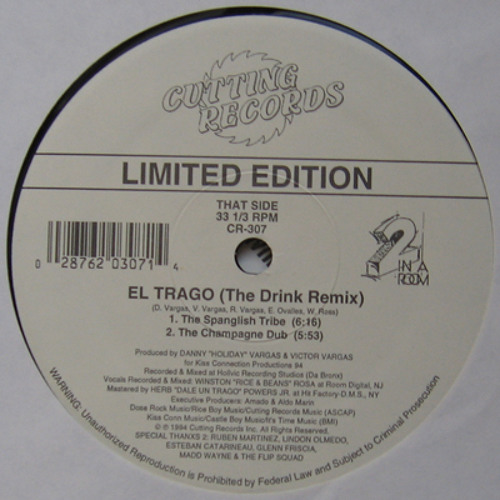 CUTTING
RECORDS
LIMITED EDITION
THAT SIDE
33 1/3 RPM
CR-307
0 28762 03071 4
2
IN A
ROOM
EL TRAGO (The Drink Remix)
(D. Vargas, V. Vargas, R. Vargas, E. Ovalles, W. Rosa)
1. The Spanglish Tribe (6:16)
2. The Champagne Dub (5:53)
Produced by DANNY "HOLIDAY" VARGAS & VICTOR VARGAS
for Kiss Connection Productions 94
Recorded & Mixed at Hollvic Recording Studios (Da Bronx)
Vocals Recorded & Mixed: WINSTON "RICE & BEANS" ROSA at Room Digital, NJ
Mastered by HERB "DALE UN TRAGO" POWERS JR. at Hit Factory-D.M.S., NY
Executive Producers: Amado & Aldo Marin
Dose Rock Music/Rice Boy Music/Cutting Records Music (ASCAP)
Kiss Conn Music/Castle Boy Music/It's Time Music (BMI)
© ℗ 1994 Cutting Records Inc. All Rights Reserved.
SPECIAL THANXS 2: RUBEN MARTINEZ, LINDON OLMEDO,
ESTEBAN CATARINEAU, GLENN FRISCIA,
MADD WAYNE & THE FLIP SQUAD
WARNING: Unauthorized Reproduction is Prohibited by Federal Law and Subject to Criminal Prosecution